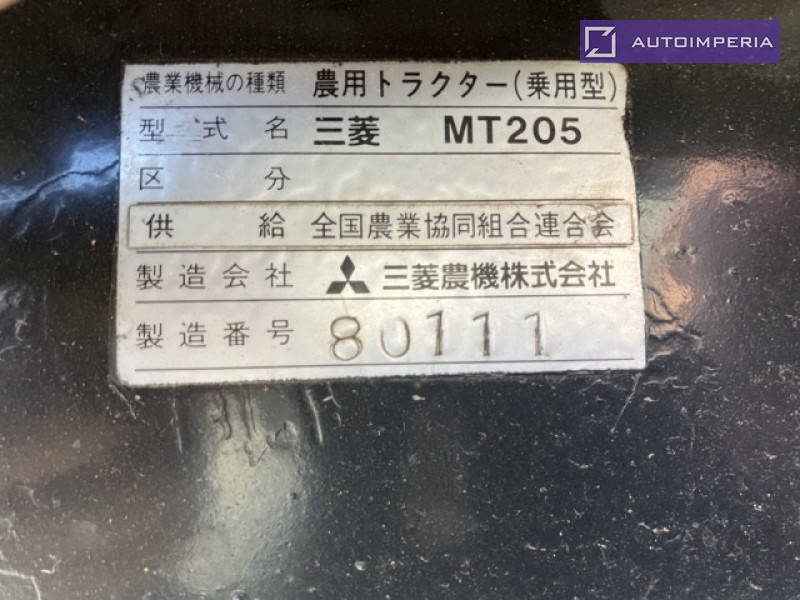 AUTOIMPERIA
農業機械の種類 農用トラクター(乗用型)
型式名 三菱 MT205
区分
供給 全国農業協同組合連合会
製造会社 三菱農機株式会社
製造番号 80111